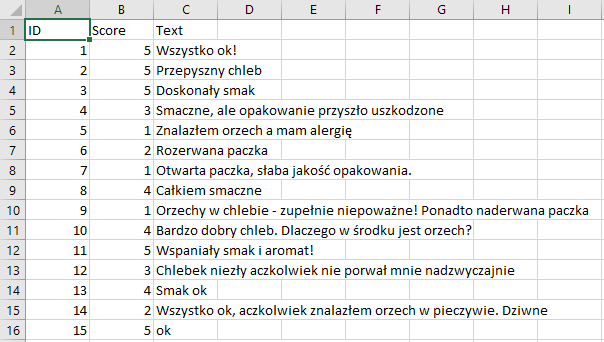 A B C D E F G H I
1 ID Score Text
2 1 5 Wszystko ok!
3 2 5 Przepyszny chleb
4 3 5 Doskonały smak
5 4 3 Smaczne, ale opakowanie przyszło uszkodzone
6 5 1 Znalazłem orzech a mam alergię
7 6 2 Rozerwana paczka
8 7 1 Otwarta paczka, słaba jakość opakowania.
9 8 4 Całkiem smaczne
10 9 1 Orzechy w chlebie - zupełnie niepoważne! Ponadto naderwana paczka
11 10 4 Bardzo dobry chleb. Dlaczego w środku jest orzech?
12 11 5 Wspaniały smak i aromat!
13 12 3 Chlebek niezły aczkolwiek nie porwał mnie nadzwyczajnie
14 13 4 Smak ok
15 14 2 Wszystko ok, aczkolwiek znalazłem orzech w pieczywie. Dziwne
16 15 5 ok